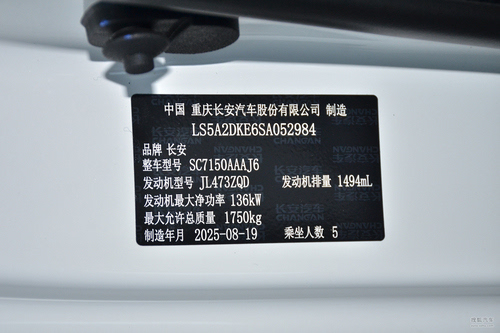 中国 重庆长安汽车股份有限公司 制造
LS5A2DKE6SA052984
品牌 长安
整车型号 SC7150AAAJ6
发动机型号 JL473ZQD 发动机排量 1494mL
发动机最大净功率 136kW
最大允许总质量 1750kg
制造年月 2025-08-19 乘坐人数 5